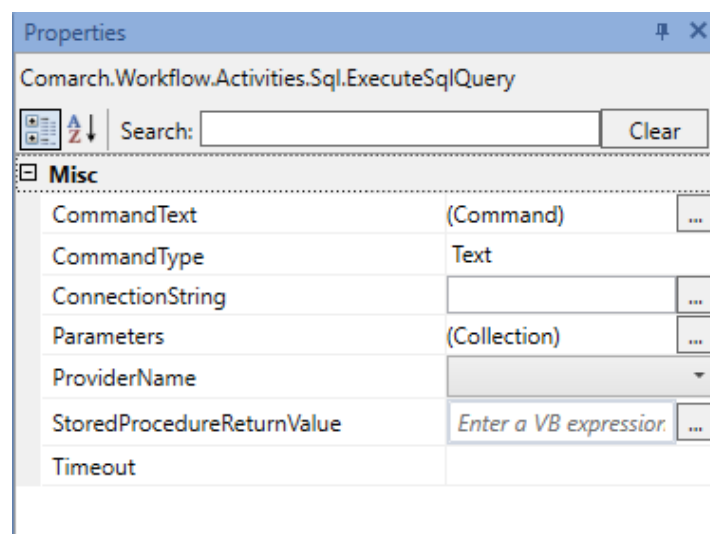 Properties
Comarch.Workflow.Activities.Sql.ExecuteSqlQuery
A Z Search: Clear
Misc
CommandText (Command) ...
CommandType Text
ConnectionString ...
Parameters (Collection) ...
ProviderName
StoredProcedureReturnValue Enter a VB expression. ...
Timeout